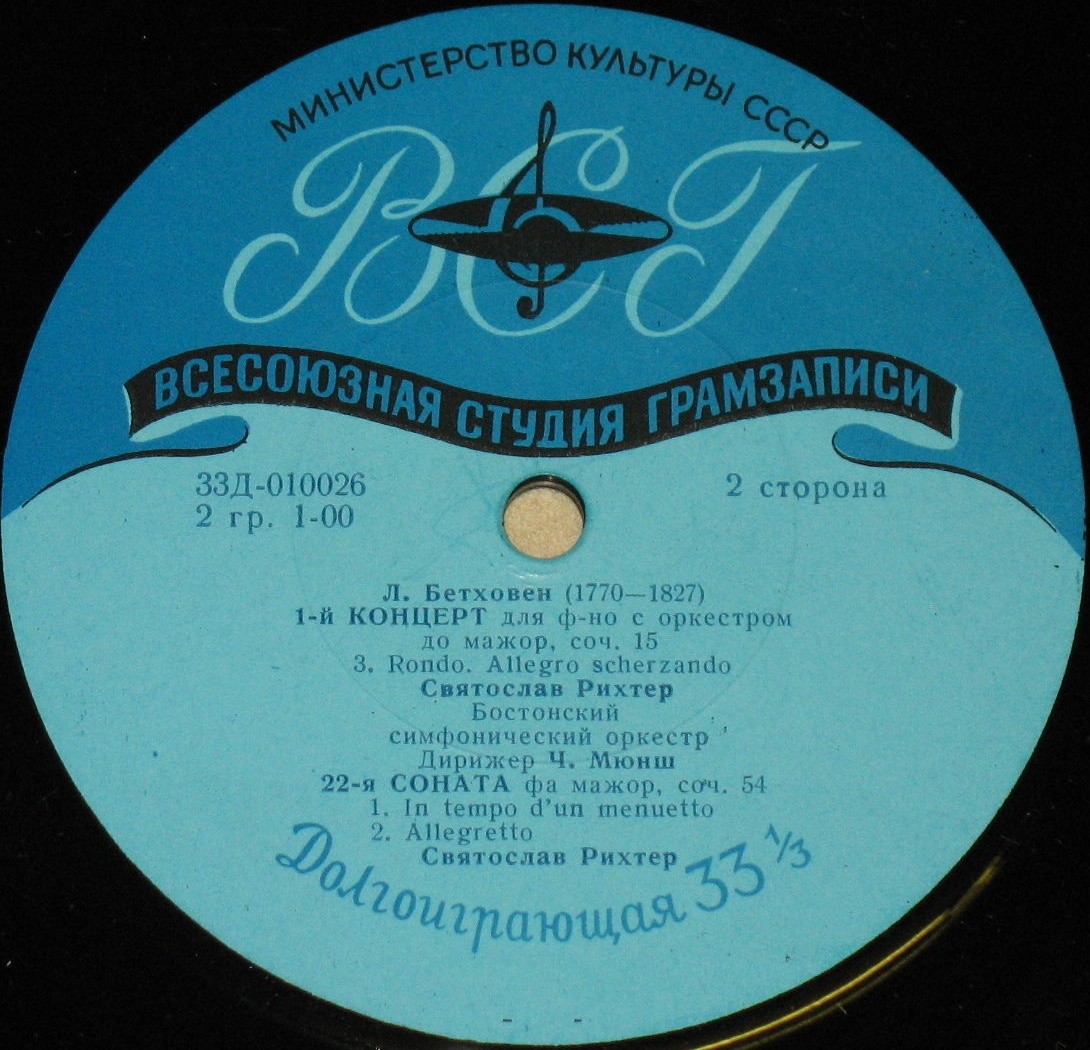 МИНИСТЕРСТВО КУЛЬТУРЫ СССР
ВСГ
ВСЕСОЮЗНАЯ СТУДИЯ ГРАМЗАПИСИ
33Д-010026
2 гр. 1-00
2 сторона
Л. Бетховен (1770—1827)
1-й КОНЦЕРТ для ф-но с оркестром
до мажор, соч. 15
3. Rondo. Allegro scherzando
Святослав Рихтер
Бостонский
симфонический оркестр
Дирижер Ч. Мюнш
22-я СОНАТА фа мажор, соч. 54
1. In tempo d'un menuetto
2. Allegretto
Святослав Рихтер
Долгоиграющая 33 1/3